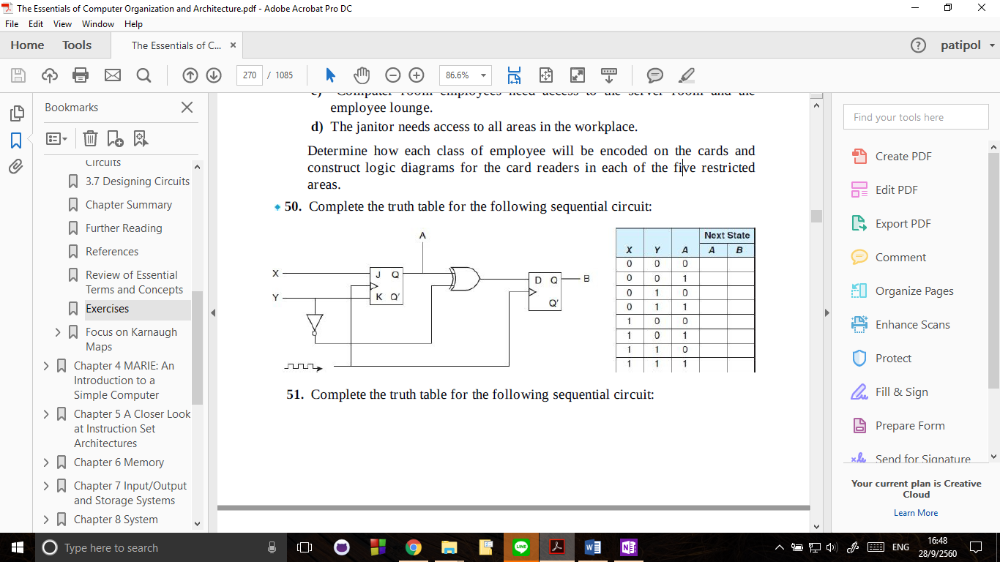 The Essentials of Computer Organization and Architecture.pdf - Adobe Acrobat Pro DC
File Edit View Window Help
Home Tools The Essentials of C... × patipol
270 / 1085 86.6%
Bookmarks
Circuits
3.7 Designing Circuits
Chapter Summary
Further Reading
References
Review of Essential
Terms and Concepts
Exercises
Focus on Karnaugh
Maps
Chapter 4 MARIE: An
Introduction to a
Simple Computer
Chapter 5 A Closer Look
at Instruction Set
Architectures
Chapter 6 Memory
Chapter 7 Input/Output
and Storage Systems
Chapter 8 System
c) Computer room employees need access to the server room and the
employee lounge.
d) The janitor needs access to all areas in the workplace.
Determine how each class of employee will be encoded on the cards and
construct logic diagrams for the card readers in each of the five restricted
areas.
50. Complete the truth table for the following sequential circuit:
A
X
Y
J Q
K Q′
D Q
Q′
B
Next State
X Y A A B
0 0 0
0 0 1
0 1 0
0 1 1
1 0 0
1 0 1
1 1 0
1 1 1
51. Complete the truth table for the following sequential circuit:
Find your tools here
Create PDF
Edit PDF
Export PDF
Comment
Organize Pages
Enhance Scans
Protect
Fill & Sign
Prepare Form
Send for Signature
Your current plan is Creative
Cloud
Learn More
Type here to search
LINE
ENG
16:48
28/9/2560